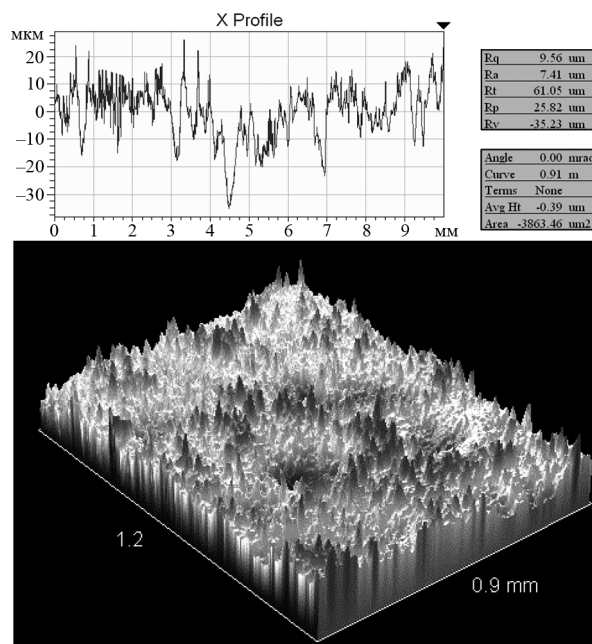 X Profile
мкм
20
10
0
–10
–20
–30
0 1 2 3 4 5 6 7 8 9 мм
Rq 9.56 um
Ra 7.41 um
Rt 61.05 um
Rp 25.82 um
Rv -35.23 um
Angle 0.00 mrad
Curve 0.91 m
Terms None
Avg Ht -0.39 um
Area -3863.46 um2
1.2
0.9 mm